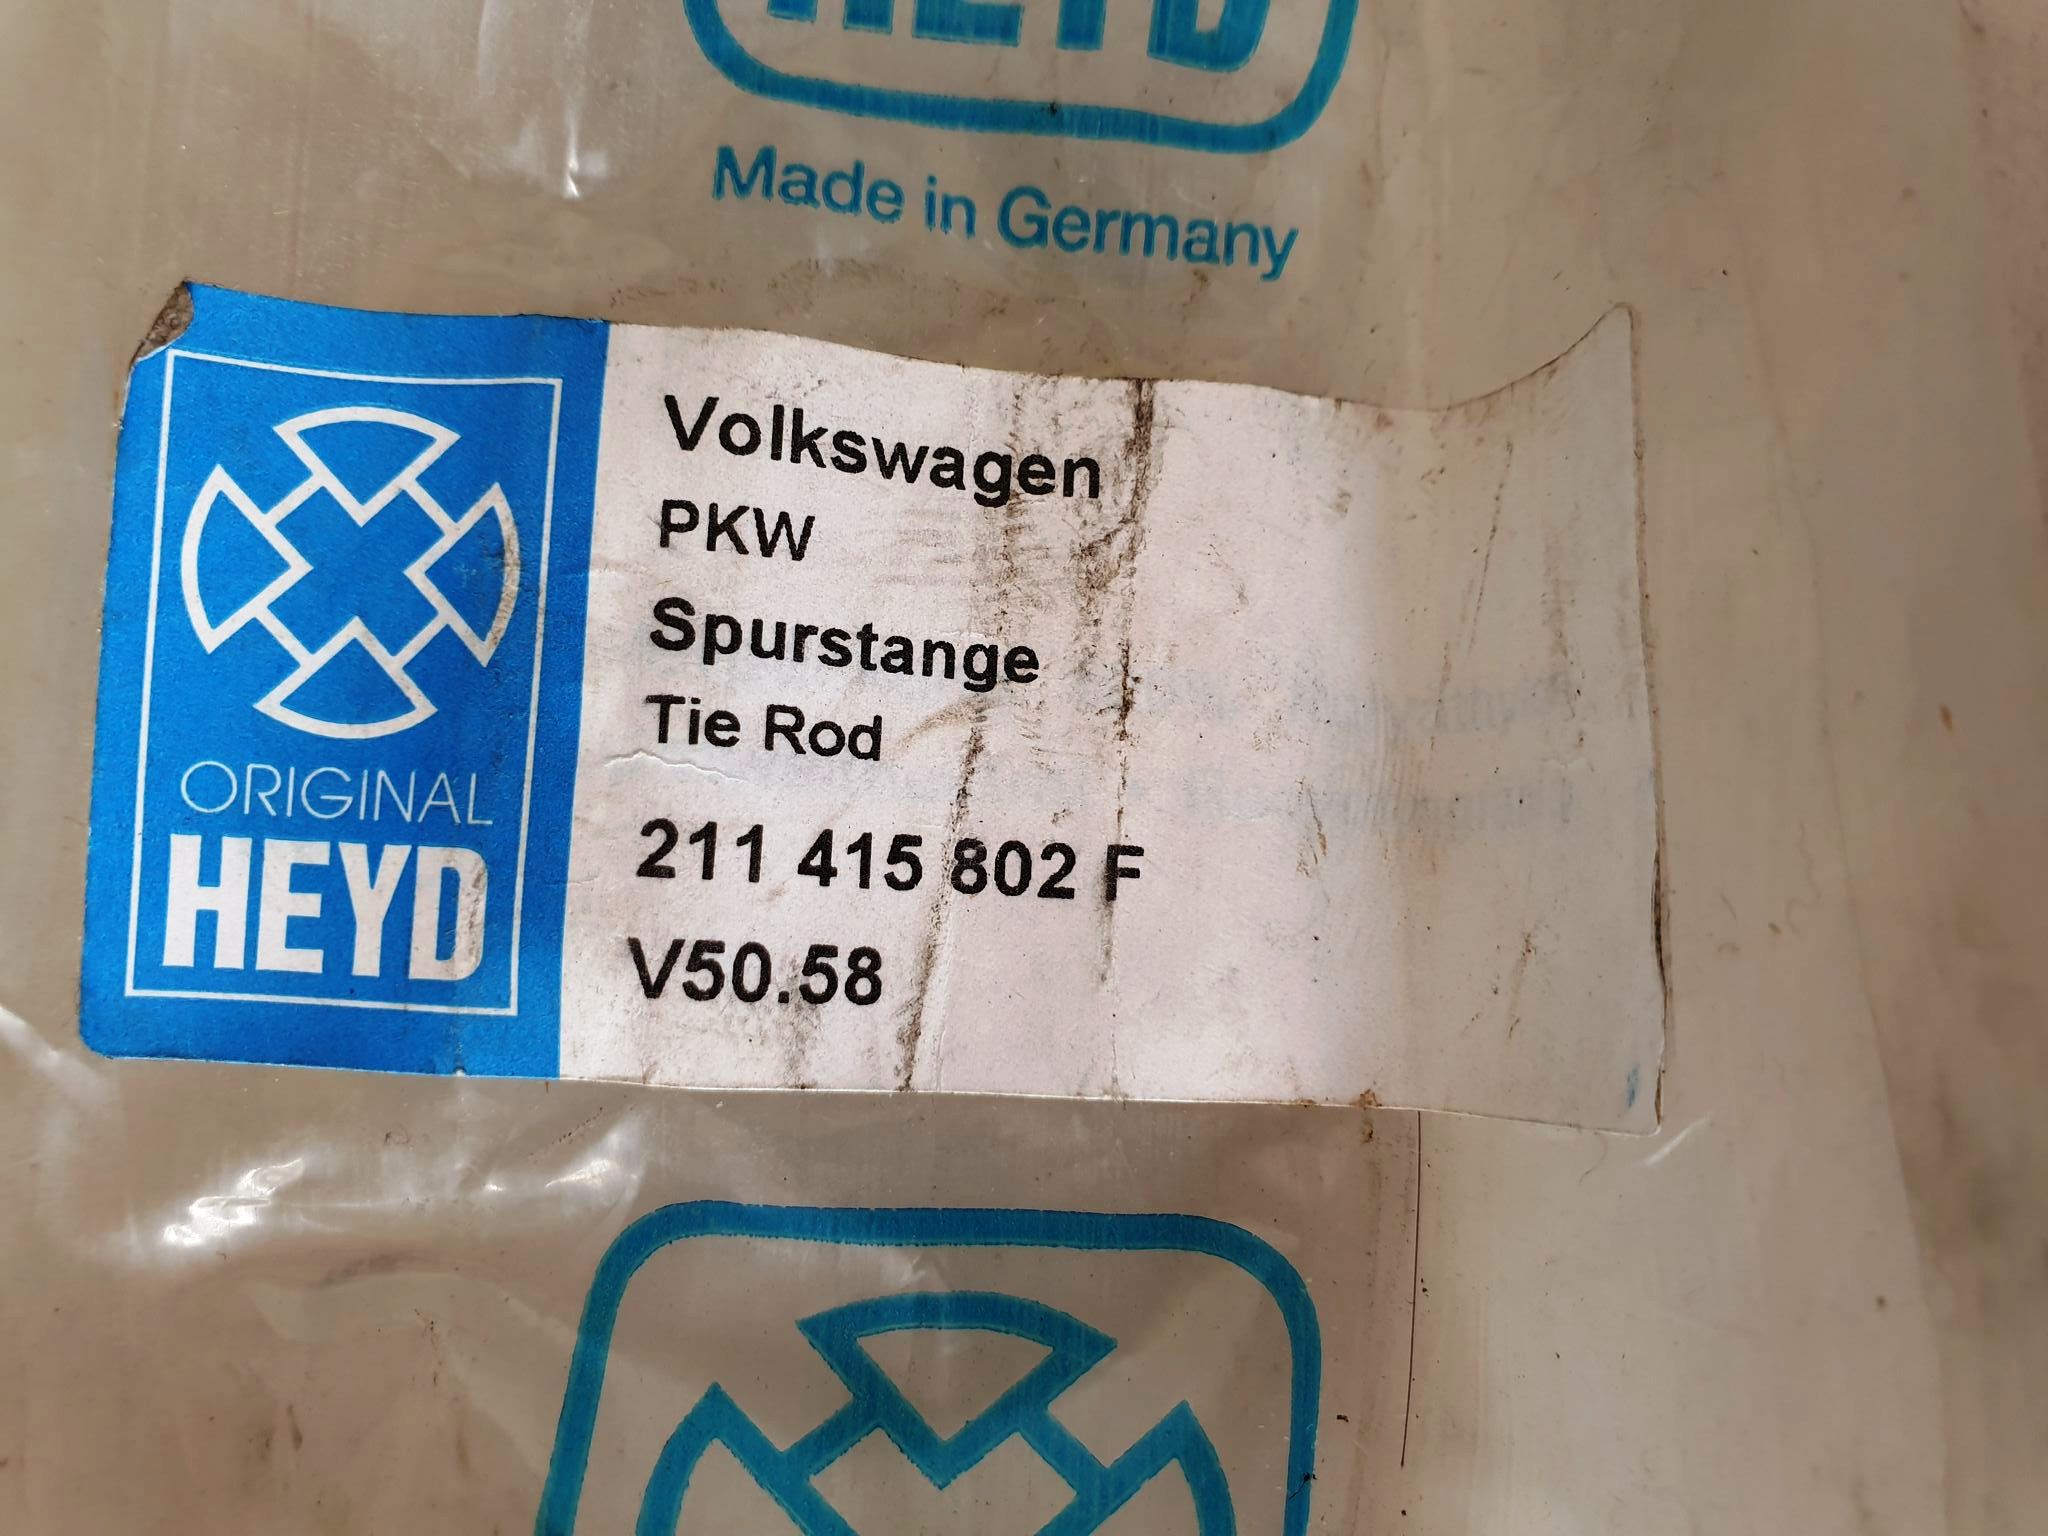 HEYD
Made in Germany
Volkswagen
PKW
Spurstange
Tie Rod
211 415 802 F
V50.58
ORIGINAL
HEYD